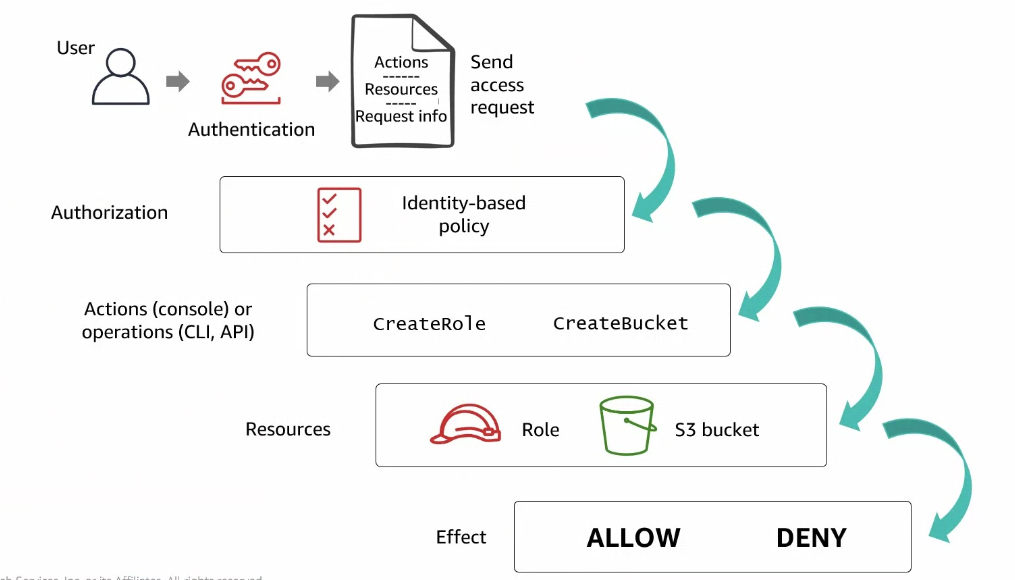 User
Authentication
Actions
------
Resources
-----
Request info
Send
access
request
Authorization
Identity-based
policy
Actions (console) or
operations (CLI, API)
CreateRole
CreateBucket
Resources
Role
S3 bucket
Effect
ALLOW
DENY
Services, Inc. or its Affiliates. All rights reserved.